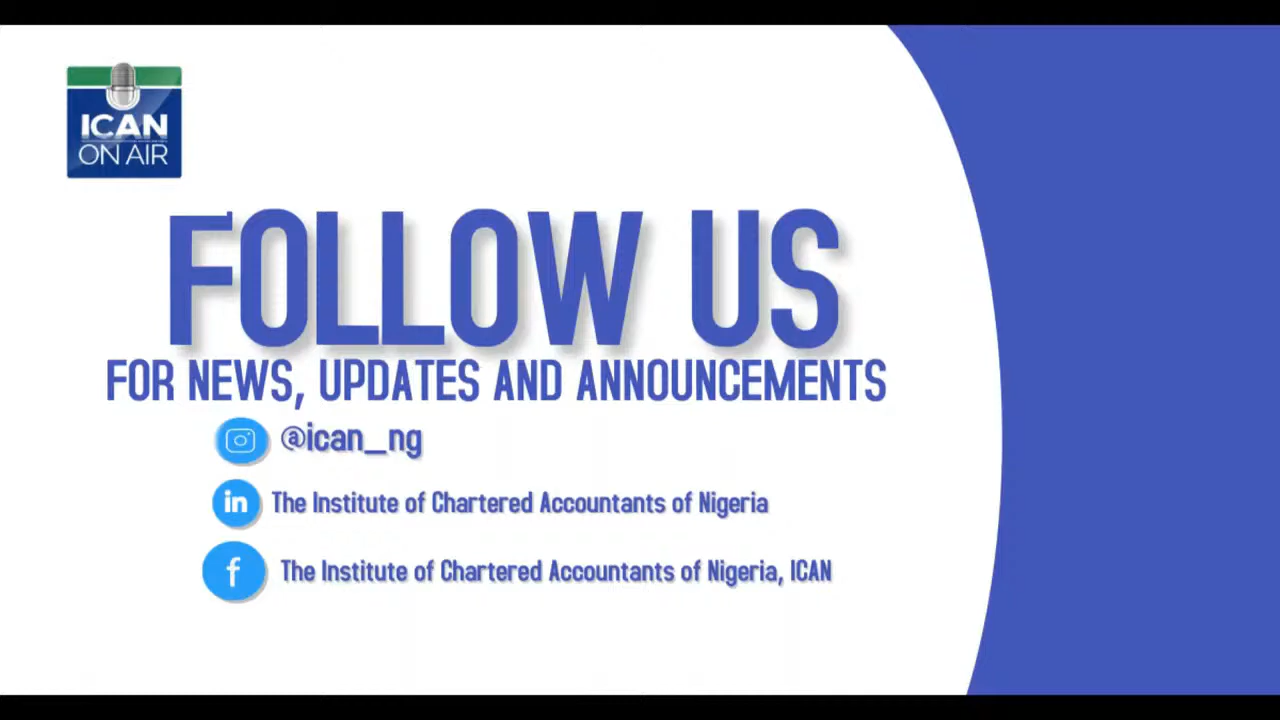 ICAN
ON AIR
FOLLOW US
FOR NEWS, UPDATES AND ANNOUNCEMENTS
@ican_ng
in The Institute of Chartered Accountants of Nigeria
f The Institute of Chartered Accountants of Nigeria, ICAN